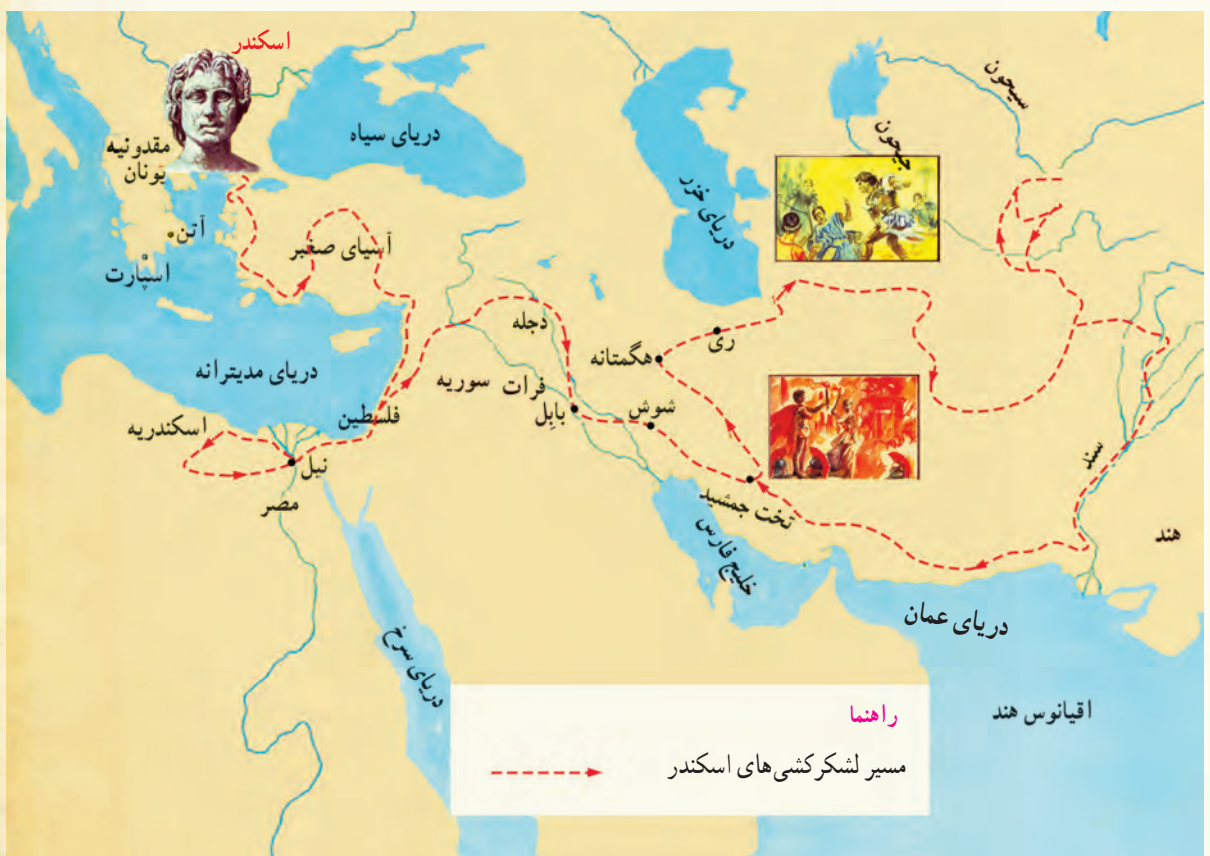 اسکندر
سیحون
جیحون
دریای سیاه
مقدونیه
یونان
دریای خزر
آتن
آسیای صغیر
اسپارت
دجله
ری
هگمتانه
دریای مدیترانه
فرات
سوریه
بابِل
شوش
فلسطین
اسکندریه
سند
نیل
مصر
تخت جمشید
هند
خلیج فارس
دریای عمان
دریای سرخ
اقیانوس هند
راهنما
مسیر لشکرکشی‌های اسکندر